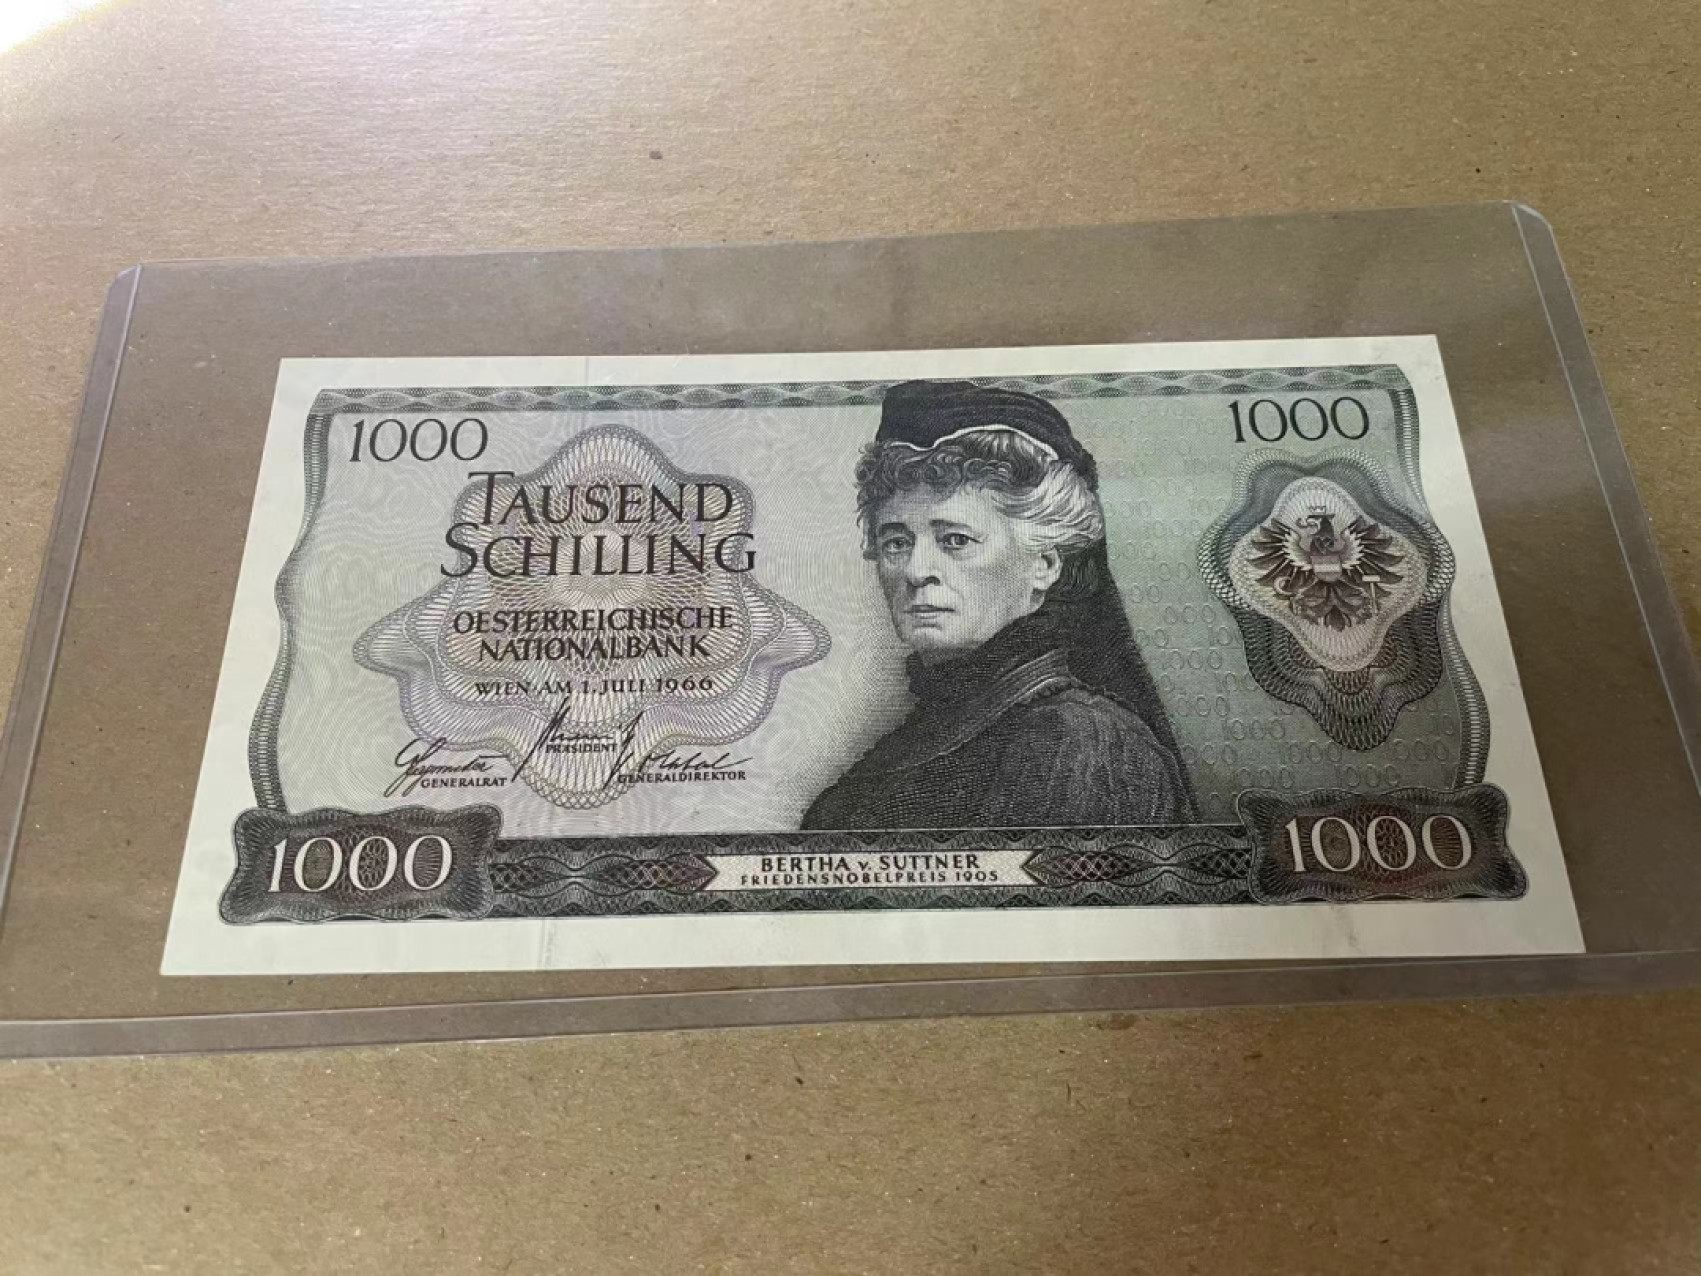 1000
1000
TAUSEND
SCHILLING
OESTERREICHISCHE
NATIONALBANK
WIEN·AM 1. JULI 1966
PRÄSIDENT
GENERALRAT
GENERALDIREKTOR
1000
BERTHA v. SUTTNER
FRIEDENSNOBELPREIS 1905
1000